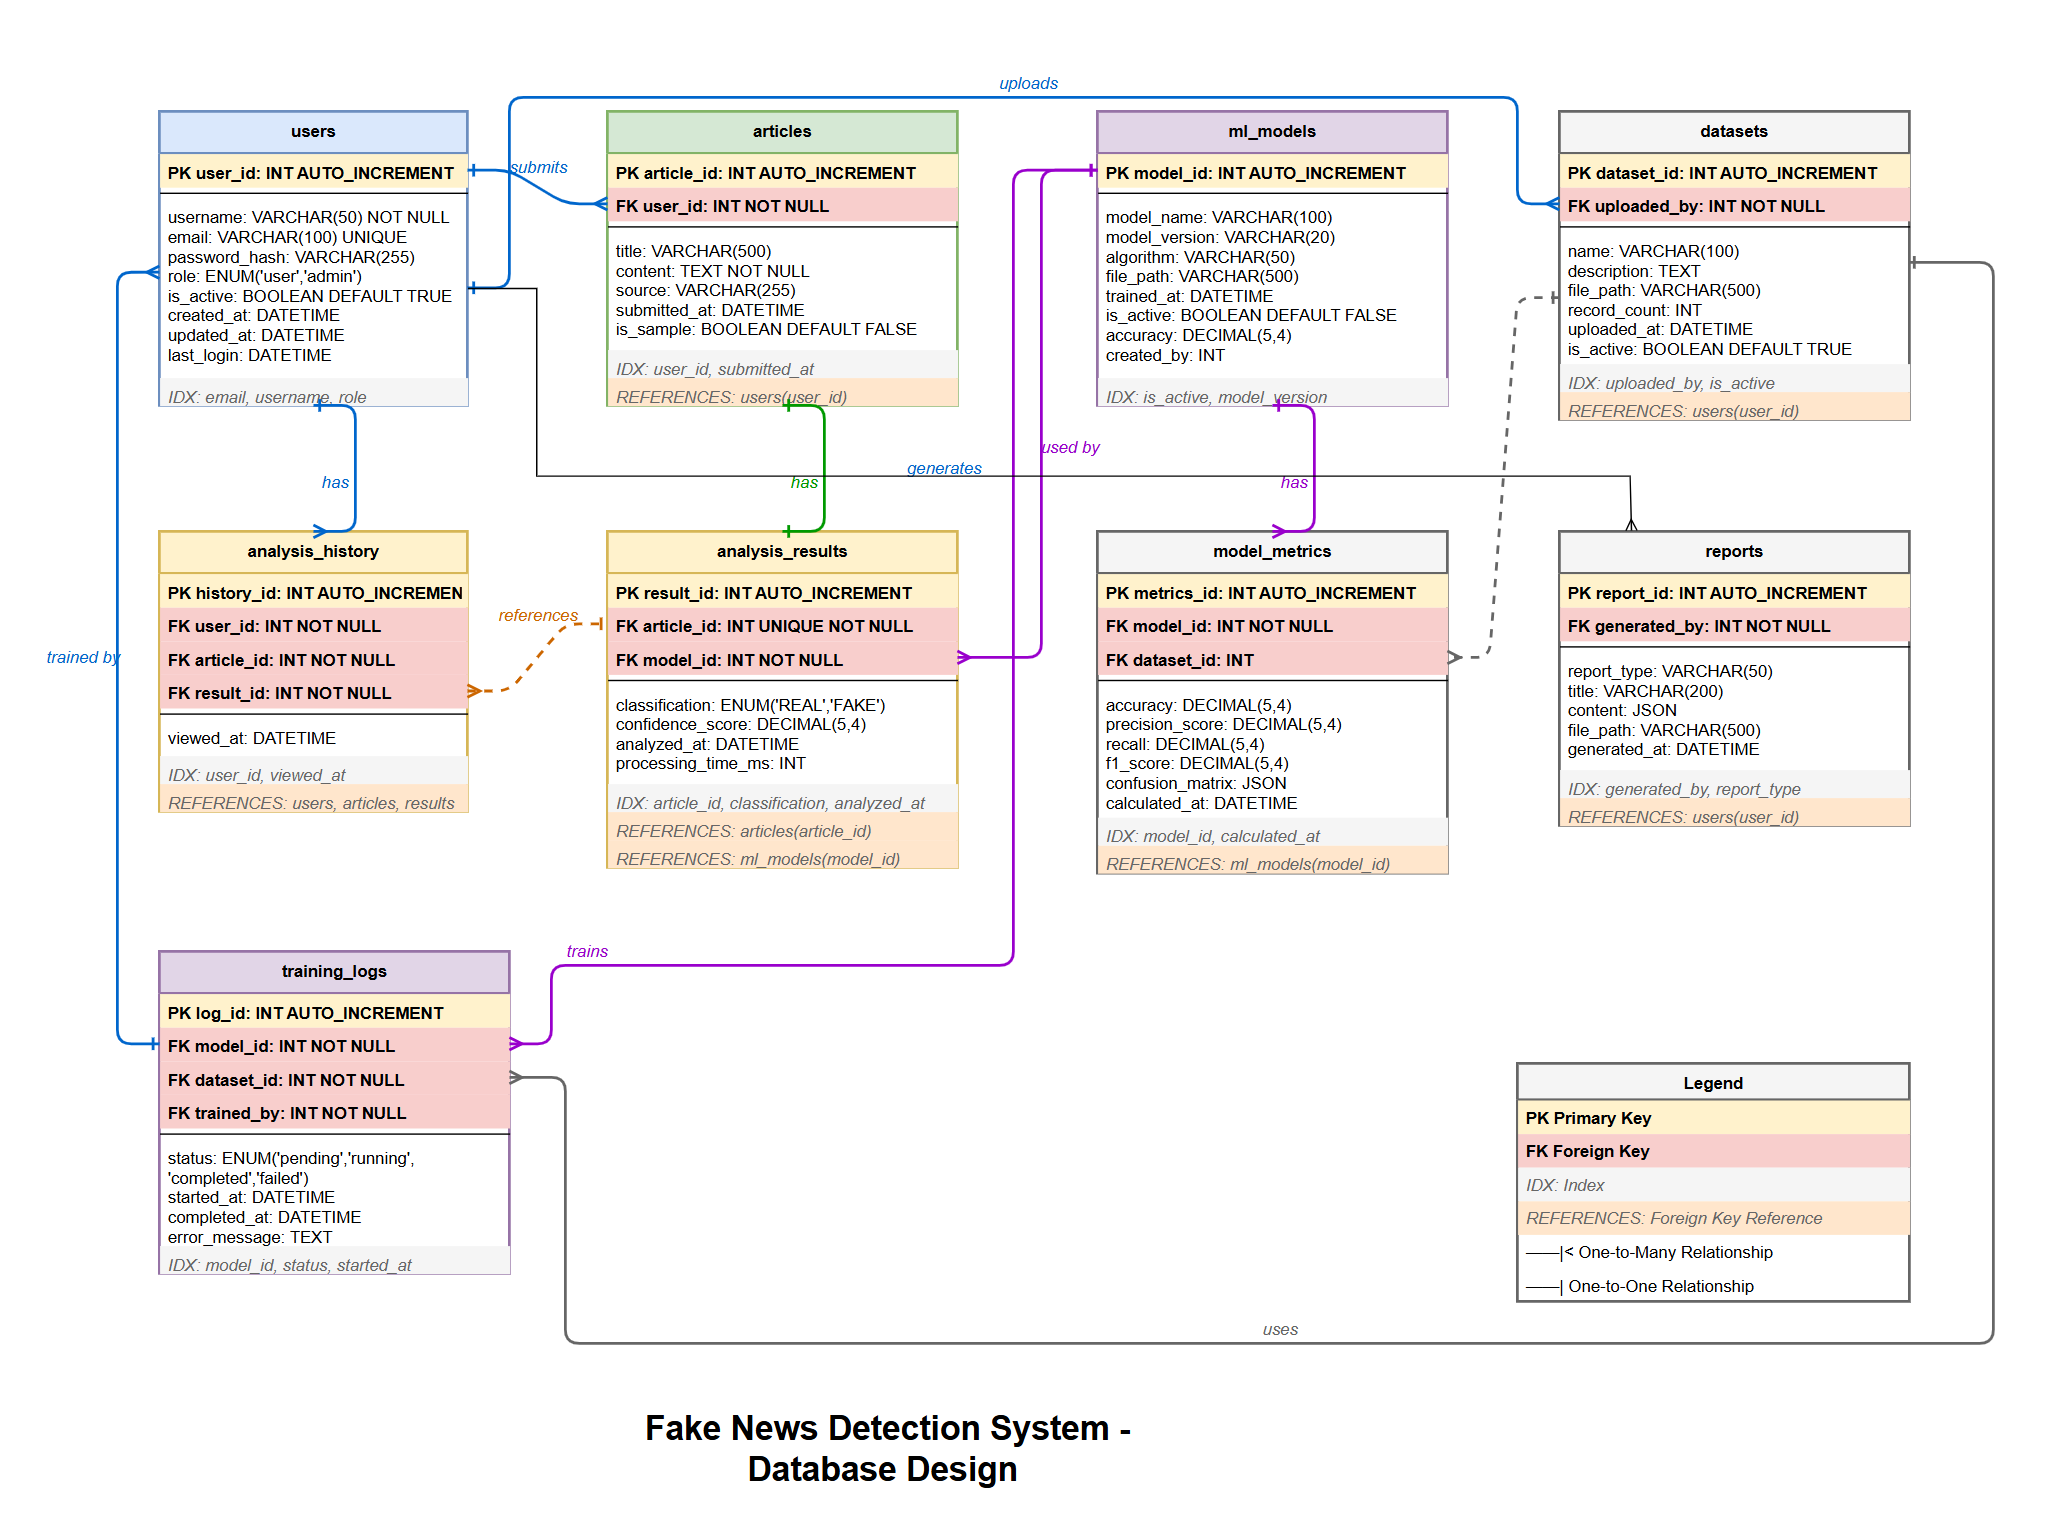 uploads
users
PK user_id: INT AUTO_INCREMENT
username: VARCHAR(50) NOT NULL
email: VARCHAR(100) UNIQUE
password_hash: VARCHAR(255)
role: ENUM('user','admin')
is_active: BOOLEAN DEFAULT TRUE
created_at: DATETIME
updated_at: DATETIME
last_login: DATETIME
IDX: email, username, role
submits
articles
PK article_id: INT AUTO_INCREMENT
FK user_id: INT NOT NULL
title: VARCHAR(500)
content: TEXT NOT NULL
source: VARCHAR(255)
submitted_at: DATETIME
is_sample: BOOLEAN DEFAULT FALSE
IDX: user_id, submitted_at
REFERENCES: users(user_id)
ml_models
PK model_id: INT AUTO_INCREMENT
model_name: VARCHAR(100)
model_version: VARCHAR(20)
algorithm: VARCHAR(50)
file_path: VARCHAR(500)
trained_at: DATETIME
is_active: BOOLEAN DEFAULT FALSE
accuracy: DECIMAL(5,4)
created_by: INT
IDX: is_active, model_version
datasets
PK dataset_id: INT AUTO_INCREMENT
FK uploaded_by: INT NOT NULL
name: VARCHAR(100)
description: TEXT
file_path: VARCHAR(500)
record_count: INT
uploaded_at: DATETIME
is_active: BOOLEAN DEFAULT TRUE
IDX: uploaded_by, is_active
REFERENCES: users(user_id)
used by
generates
has
has
has
analysis_history
PK history_id: INT AUTO_INCREMEN
FK user_id: INT NOT NULL
FK article_id: INT NOT NULL
FK result_id: INT NOT NULL
viewed_at: DATETIME
IDX: user_id, viewed_at
REFERENCES: users, articles, results
references
trained by
analysis_results
PK result_id: INT AUTO_INCREMENT
FK article_id: INT UNIQUE NOT NULL
FK model_id: INT NOT NULL
classification: ENUM('REAL','FAKE')
confidence_score: DECIMAL(5,4)
analyzed_at: DATETIME
processing_time_ms: INT
IDX: article_id, classification, analyzed_at
REFERENCES: articles(article_id)
REFERENCES: ml_models(model_id)
model_metrics
PK metrics_id: INT AUTO_INCREMENT
FK model_id: INT NOT NULL
FK dataset_id: INT
accuracy: DECIMAL(5,4)
precision_score: DECIMAL(5,4)
recall: DECIMAL(5,4)
f1_score: DECIMAL(5,4)
confusion_matrix: JSON
calculated_at: DATETIME
IDX: model_id, calculated_at
REFERENCES: ml_models(model_id)
reports
PK report_id: INT AUTO_INCREMENT
FK generated_by: INT NOT NULL
report_type: VARCHAR(50)
title: VARCHAR(200)
content: JSON
file_path: VARCHAR(500)
generated_at: DATETIME
IDX: generated_by, report_type
REFERENCES: users(user_id)
trains
training_logs
PK log_id: INT AUTO_INCREMENT
FK model_id: INT NOT NULL
FK dataset_id: INT NOT NULL
FK trained_by: INT NOT NULL
status: ENUM('pending','running',
'completed','failed')
started_at: DATETIME
completed_at: DATETIME
error_message: TEXT
IDX: model_id, status, started_at
Legend
PK Primary Key
FK Foreign Key
IDX: Index
REFERENCES: Foreign Key Reference
——|< One-to-Many Relationship
——| One-to-One Relationship
uses
Fake News Detection System -
Database Design